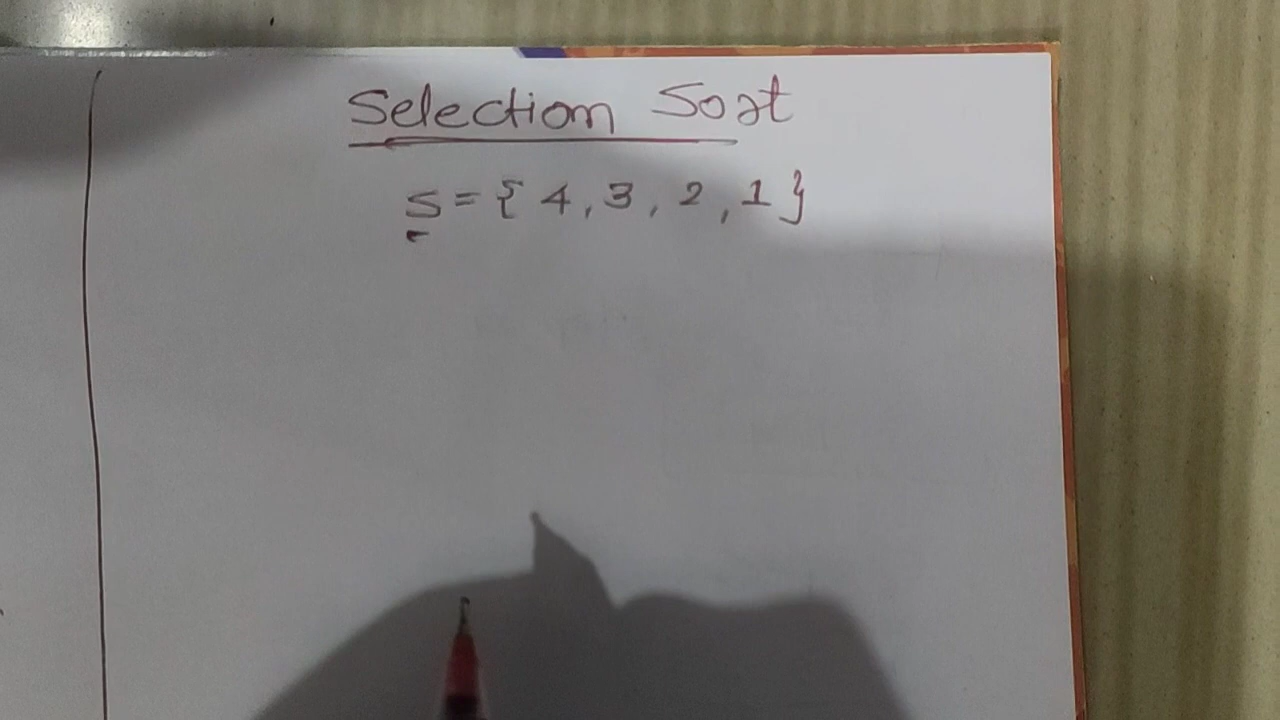 Selection Sort
S = { 4, 3, 2, 1 }